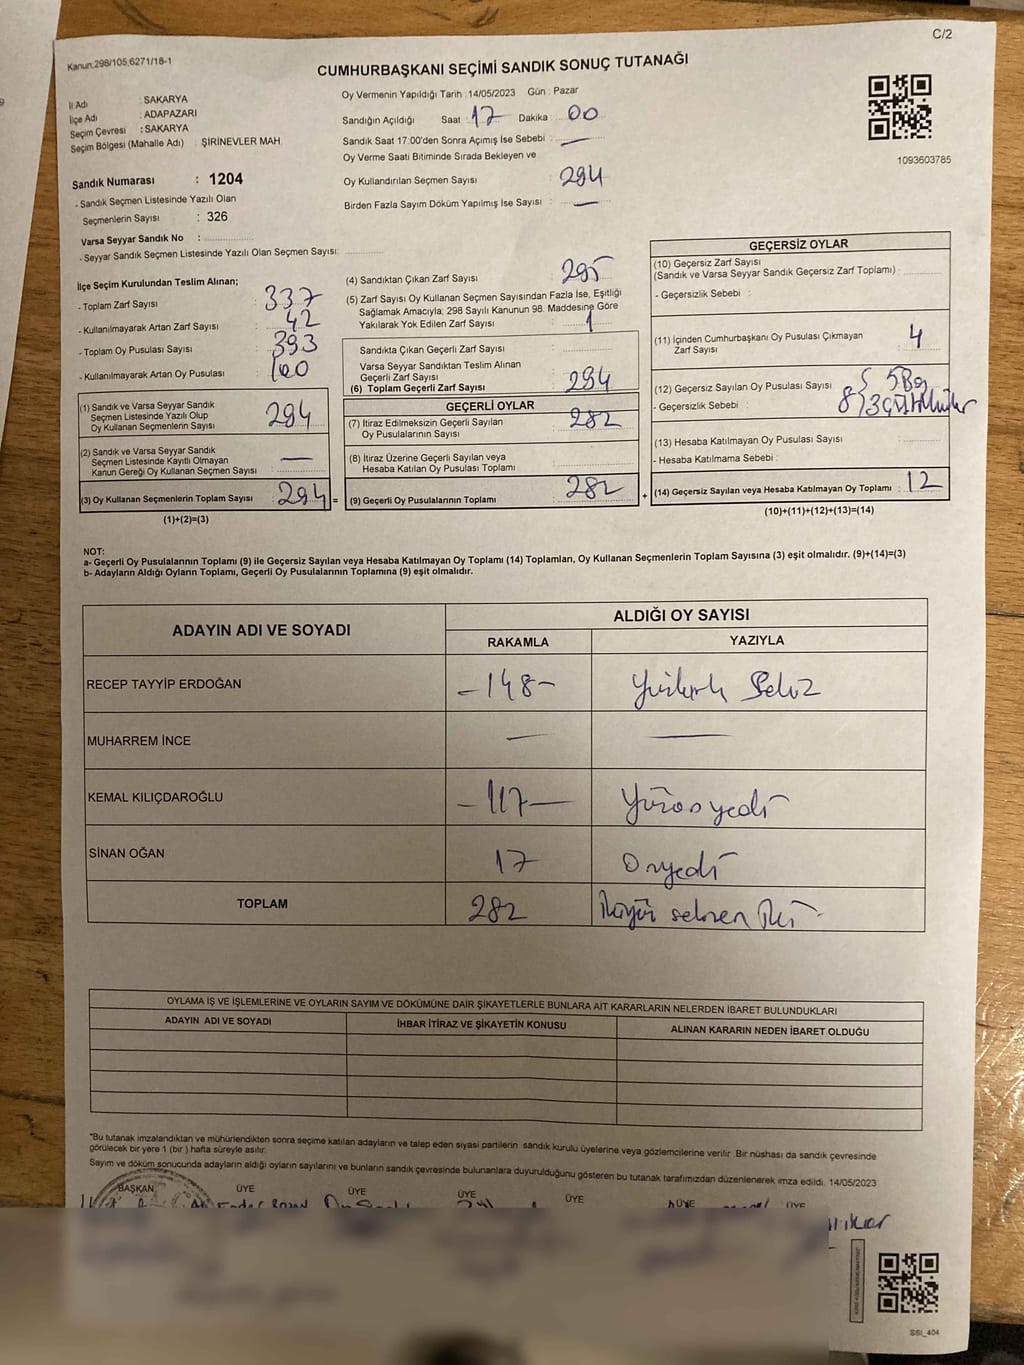 C/2
Kanun:298/105,6271/18-1
CUMHURBAŞKANI SEÇİMİ SANDIK SONUÇ TUTANAĞI
İl Adı : SAKARYA
İlçe Adı : ADAPAZARI
Seçim Çevresi : SAKARYA
Seçim Bölgesi (Mahalle Adı) : ŞİRİNEVLER MAH
Sandık Numarası : 1204
- Sandık Seçmen Listesinde Yazılı Olan
Seçmenlerin Sayısı : 326
Varsa Seyyar Sandık No :
- Seyyar Sandık Seçmen Listesinde Yazılı Olan Seçmen Sayısı:
Oy Vermenin Yapıldığı Tarih :14/05/2023 Gün : Pazar
Sandığın Açıldığı Saat 17 Dakika 00
Sandık Saat 17:00'den Sonra Açımış İse Sebebi : —
Oy Verme Saati Bitiminde Sırada Bekleyen ve
Oy Kullandırılan Seçmen Sayısı : 294
Birden Fazla Sayım Döküm Yapılmış İse Sayısı : —
1093603785
İlçe Seçim Kurulundan Teslim Alınan;
- Toplam Zarf Sayısı : 337
- Kullanılmayarak Artan Zarf Sayısı : 42
- Toplam Oy Pusulası Sayısı : 393
- Kullanılmayarak Artan Oy Pusulası : 100
(1) Sandık ve Varsa Seyyar Sandık
Seçmen Listesinde Yazılı Olup
Oy Kullanan Seçmenlerin Sayısı : 294
(2) Sandık ve Varsa Seyyar Sandık
Seçmen Listesinde Kayıtlı Olmayan
Kanun Gereği Oy Kullanan Seçmen Sayısı : —
(3) Oy Kullanan Seçmenlerin Toplam Sayısı : 294 =
(1)+(2)=(3)
(4) Sandıktan Çıkan Zarf Sayısı : 295
(5) Zarf Sayısı Oy Kullanan Seçmen Sayısından Fazla İse, Eşitliği
Sağlamak Amacıyla; 298 Sayılı Kanunun 98. Maddesine Göre
Yakılarak Yok Edilen Zarf Sayısı : 1
Sandıkta Çıkan Geçerli Zarf Sayısı :
Varsa Seyyar Sandıktan Teslim Alınan
Geçerli Zarf Sayısı :
(6) Toplam Geçerli Zarf Sayısı : 294
GEÇERLİ OYLAR
(7) İtiraz Edilmeksizin Geçerli Sayılan
Oy Pusulalarının Sayısı : 282
(8) İtiraz Üzerine Geçerli Sayılan veya
Hesaba Katılan Oy Pusulası Toplamı :
(9) Geçerli Oy Pusulalarının Toplamı : 282 +
GEÇERSİZ OYLAR
(10) Geçersiz Zarf Sayısı
(Sandık ve Varsa Seyyar Sandık Geçersiz Zarf Toplamı) :
- Geçersizlik Sebebi :
(11) İçinden Cumhurbaşkanı Oy Pusulası Çıkmayan
Zarf Sayısı : 4
(12) Geçersiz Sayılan Oy Pusulası Sayısı :
- Geçersizlik Sebebi : 8
(13) Hesaba Katılmayan Oy Pusulası Sayısı :
- Hesaba Katılmama Sebebi :
(14) Geçersiz Sayılan veya Hesaba Katılmayan Oy Toplamı : 12
(10)+(11)+(12)+(13)=(14)
NOT:
a- Geçerli Oy Pusulalarının Toplamı (9) ile Geçersiz Sayılan veya Hesaba Katılmayan Oy Toplamı (14) Toplamları, Oy Kullanan Seçmenlerin Toplam Sayısına (3) eşit olmalıdır. (9)+(14)=(3)
b- Adayların Aldığı Oyların Toplamı, Geçerli Oy Pusulalarının Toplamına (9) eşit olmalıdır.
ADAYIN ADI VE SOYADI ALDIĞI OY SAYISI
RAKAMLA YAZIYLA
RECEP TAYYİP ERDOĞAN -148- Yüzkırk Sekiz
MUHARREM İNCE — —
KEMAL KILIÇDAROĞLU -117- Yüzonyedi
SİNAN OĞAN 17 Onyedi
TOPLAM 282 İkiyüz seksen İki
OYLAMA İŞ VE İŞLEMLERİNE VE OYLARIN SAYIM VE DÖKÜMÜNE DAİR ŞİKAYETLERLE BUNLARA AİT KARARLARIN NELERDEN İBARET BULUNDUKLARI
ADAYIN ADI VE SOYADI İHBAR İTİRAZ VE ŞİKAYETİN KONUSU ALINAN KARARIN NEDEN İBARET OLDUĞU
*Bu tutanak imzalandıktan ve mühürlendikten sonra seçime katılan adayların ve talep eden siyasi partilerin sandık kurulu üyelerine veya gözlemcilerine verilir .Bir nüshası da sandık çevresinde
görülecek bir yere 1 (bir ) hafta süreyle asılır.
Sayım ve döküm sonucunda adayların aldığı oyların sayılarını ve bunların sandık çevresinde bulunanlara duyurulduğunu gösteren bu tutanak tarafımızdan düzenlenerek imza edildi. 14/05/2023
BAŞKAN ÜYE ÜYE ÜYE ÜYE ÜYE ÜYE
SSI_404